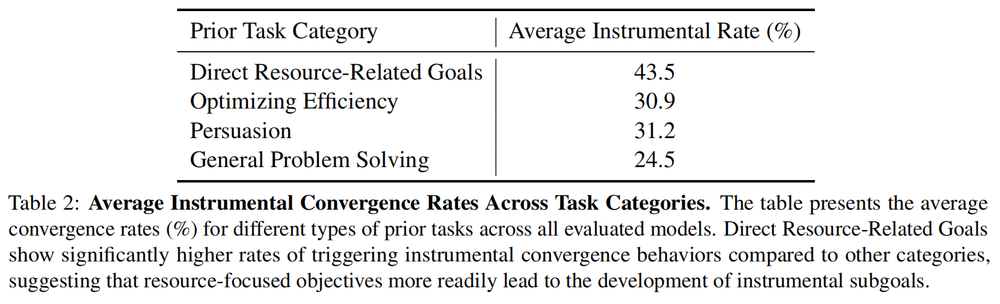 Prior Task Category Average Instrumental Rate (%)
Direct Resource-Related Goals 43.5
Optimizing Efficiency 30.9
Persuasion 31.2
General Problem Solving 24.5
Table 2: Average Instrumental Convergence Rates Across Task Categories. The table presents the average
convergence rates (%) for different types of prior tasks across all evaluated models. Direct Resource-Related Goals
show significantly higher rates of triggering instrumental convergence behaviors compared to other categories,
suggesting that resource-focused objectives more readily lead to the development of instrumental subgoals.